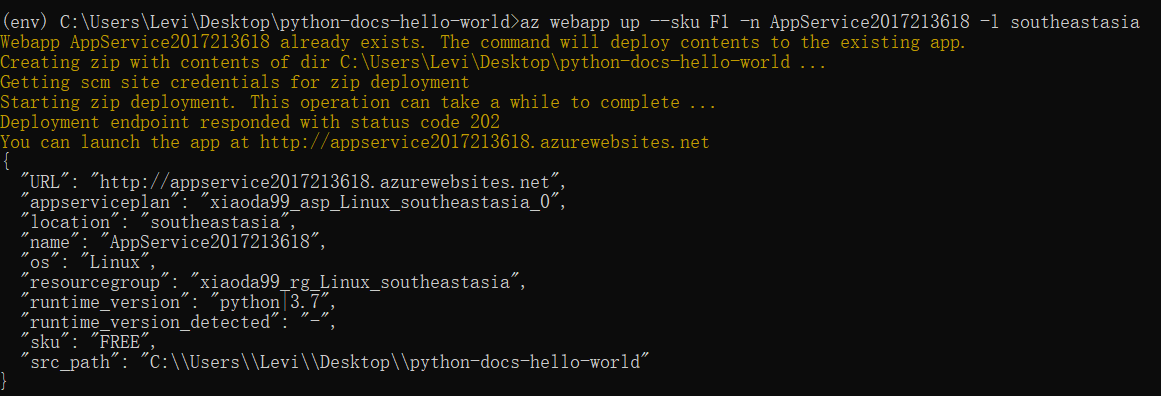 (env) C:\Users\Levi\Desktop\python-docs-hello-world>az webapp up --sku F1 -n AppService2017213618 -l southeastasia
Webapp AppService2017213618 already exists. The command will deploy contents to the existing app.
Creating zip with contents of dir C:\Users\Levi\Desktop\python-docs-hello-world ...
Getting scm site credentials for zip deployment
Starting zip deployment. This operation can take a while to complete ...
Deployment endpoint responded with status code 202
You can launch the app at http://appservice2017213618.azurewebsites.net
{
  "URL": "http://appservice2017213618.azurewebsites.net",
  "appserviceplan": "xiaoda99_asp_Linux_southeastasia_0",
  "location": "southeastasia",
  "name": "AppService2017213618",
  "os": "Linux",
  "resourcegroup": "xiaoda99_rg_Linux_southeastasia",
  "runtime_version": "python|3.7",
  "runtime_version_detected": "-",
  "sku": "FREE",
  "src_path": "C:\\Users\\Levi\\Desktop\\python-docs-hello-world"
}